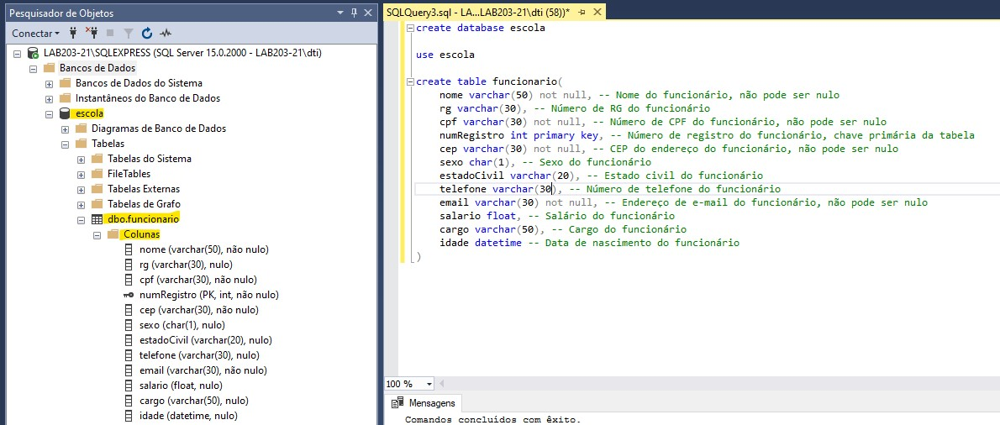 Pesquisador de Objetos
Conectar
LAB203-21\SQLEXPRESS (SQL Server 15.0.2000 - LAB203-21\dti)
Bancos de Dados
Bancos de Dados do Sistema
Instantâneos do Banco de Dados
escola
Diagramas de Banco de Dados
Tabelas
Tabelas do Sistema
FileTables
Tabelas Externas
Tabelas de Grafo
dbo.funcionario
Colunas
nome (varchar(50), não nulo)
rg (varchar(30), nulo)
cpf (varchar(30), não nulo)
numRegistro (PK, int, não nulo)
cep (varchar(30), não nulo)
sexo (char(1), nulo)
estadoCivil (varchar(20), nulo)
telefone (varchar(30), nulo)
email (varchar(30), não nulo)
salario (float, nulo)
cargo (varchar(50), nulo)
idade (datetime, nulo)
SQLQuery3.sql - LA...LAB203-21\dti (58))*
create database escola
use escola
create table funcionario(
nome varchar(50) not null, -- Nome do funcionário, não pode ser nulo
rg varchar(30), -- Número de RG do funcionário
cpf varchar(30) not null, -- Número de CPF do funcionário, não pode ser nulo
numRegistro int primary key, -- Número de registro do funcionário, chave primária da tabela
cep varchar(30) not null, -- CEP do endereço do funcionário, não pode ser nulo
sexo char(1), -- Sexo do funcionário
estadoCivil varchar(20), -- Estado civil do funcionário
telefone varchar(30), -- Número de telefone do funcionário
email varchar(30) not null, -- Endereço de e-mail do funcionário, não pode ser nulo
salario float, -- Salário do funcionário
cargo varchar(50), -- Cargo do funcionário
idade datetime -- Data de nascimento do funcionário
)
100 %
Mensagens
Comandos concluídos com êxito.